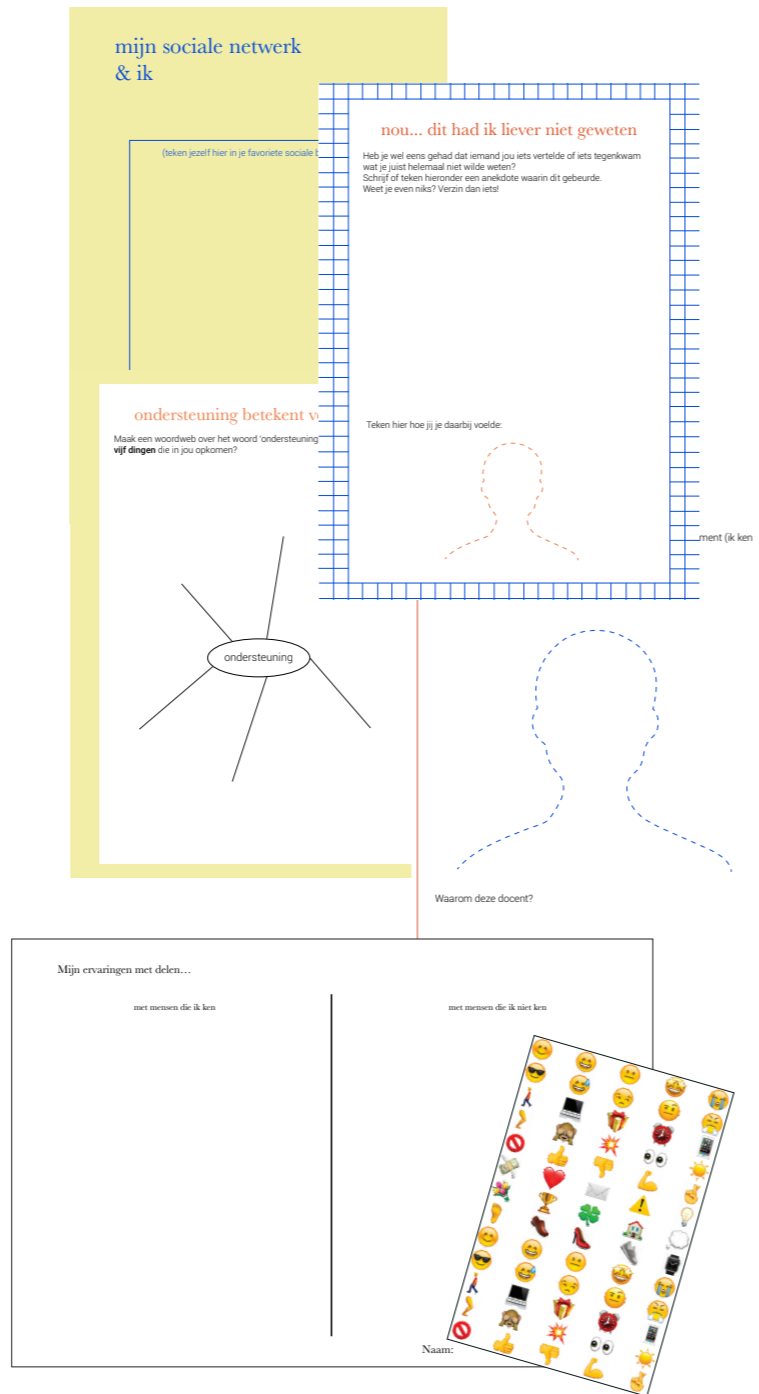 mijn sociale netwerk
& ik
(teken jezelf hier in je favoriete sociale
nou... dit had ik liever niet geweten
Heb je wel eens gehad dat iemand jou iets vertelde of iets tegenkwam
wat je juist helemaal niet wilde weten?
Schrijf of teken hieronder een anekdote waarin dit gebeurde.
Weet je even niks? Verzin dan iets!
Teken hier hoe jij je daarbij voelde:
ondersteuning betekent
Maak een woordweb over het woord 'ondersteuning
vijf dingen die in jou opkomen?
ondersteuning
ment (ik ken
Waarom deze docent?
Mijn ervaringen met delen...
met mensen die ik ken
met mensen die ik niet ken
Naam: